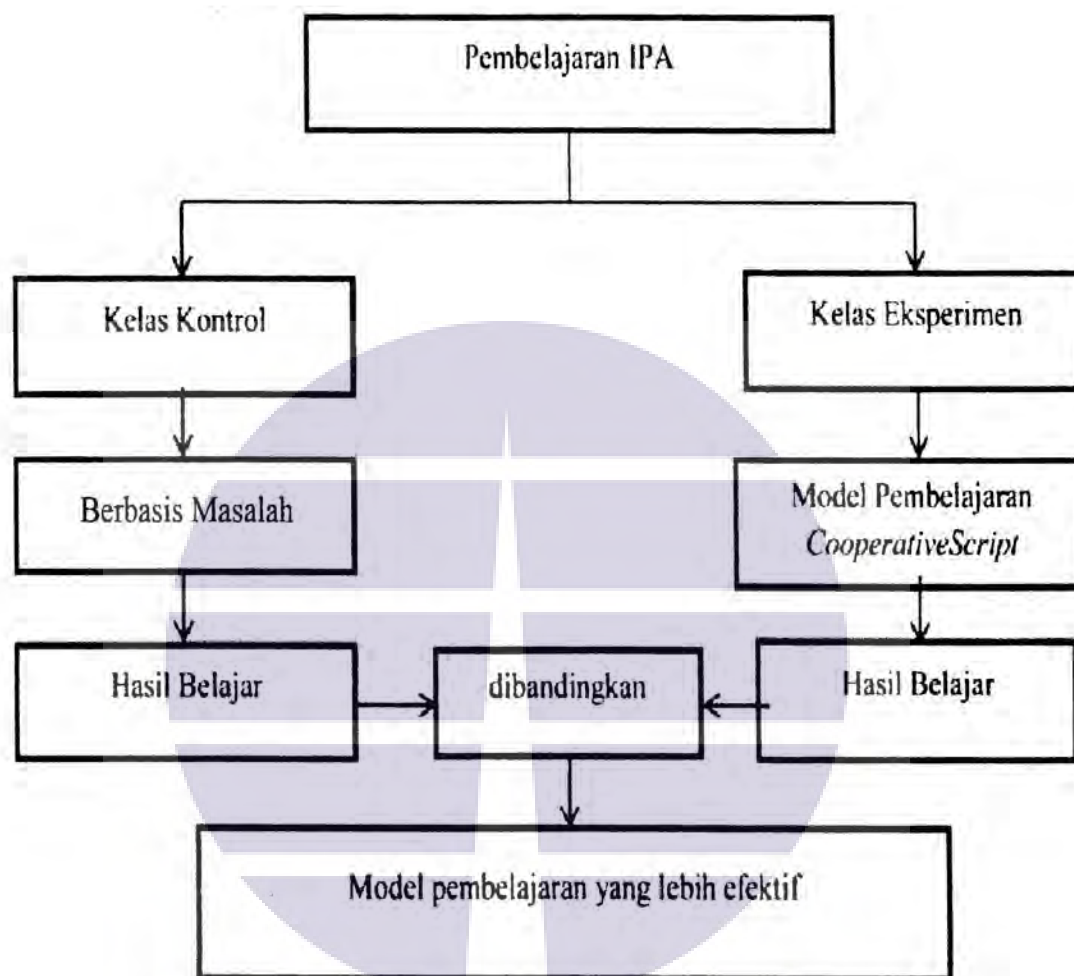 Pembelajaran IPA
Kelas Kontrol
Kelas Eksperimen
Berbasis Masalah
Model Pembelajaran
CooperativeScript
Hasil Belajar
dibandingkan
Hasil Belajar
Model pembelajaran yang lebih efektif